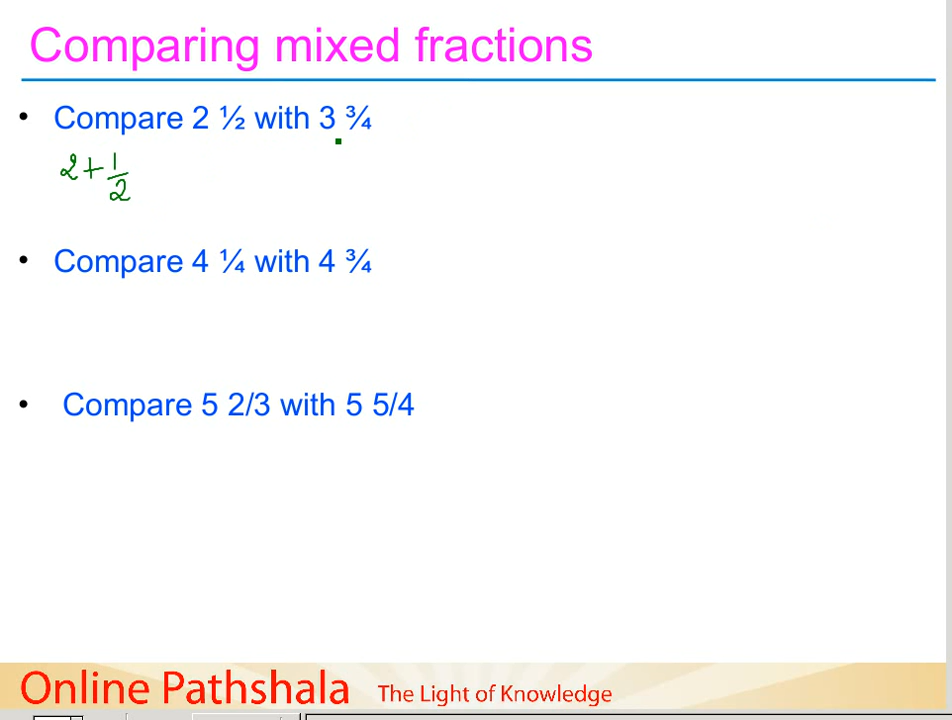 Comparing mixed fractions
• Compare 2 ½ with 3 ¾
2 + 1/2
• Compare 4 ¼ with 4 ¾
• Compare 5 2/3 with 5 5/4
Online Pathshala The Light of Knowledge